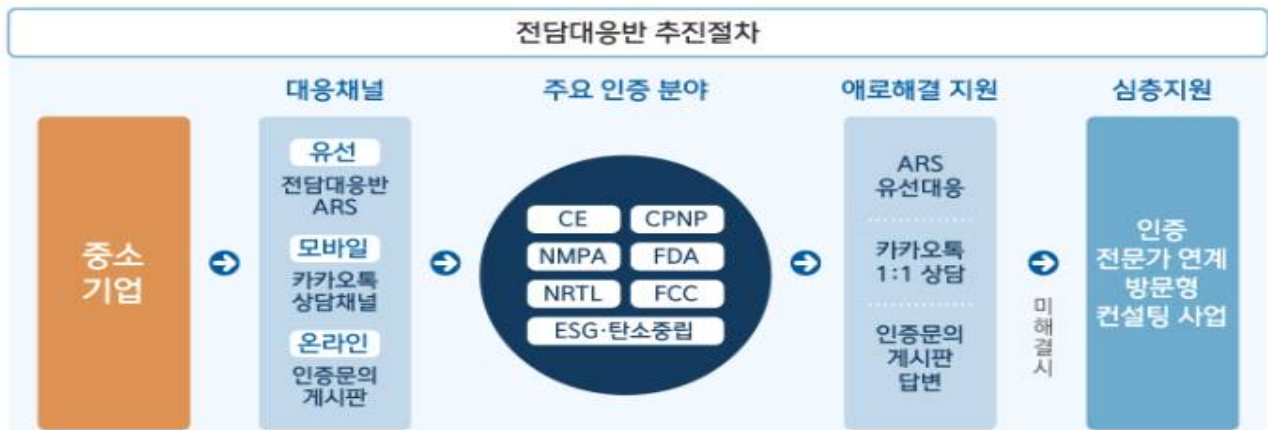 전담대응반 추진절차
대응채널
주요 인증 분야
애로해결 지원
심층지원
중소
기업
유선
전담대응반
ARS
모바일
카카오톡
상담채널
온라인
인증문의
게시판
CE
CPNP
NMPA
FDA
NRTL
FCC
ESG·탄소중립
ARS
유선대응
카카오톡
1:1 상담
인증문의
게시판
답변
미해결시
인증
전문가 연계
방문형
컨설팅 사업